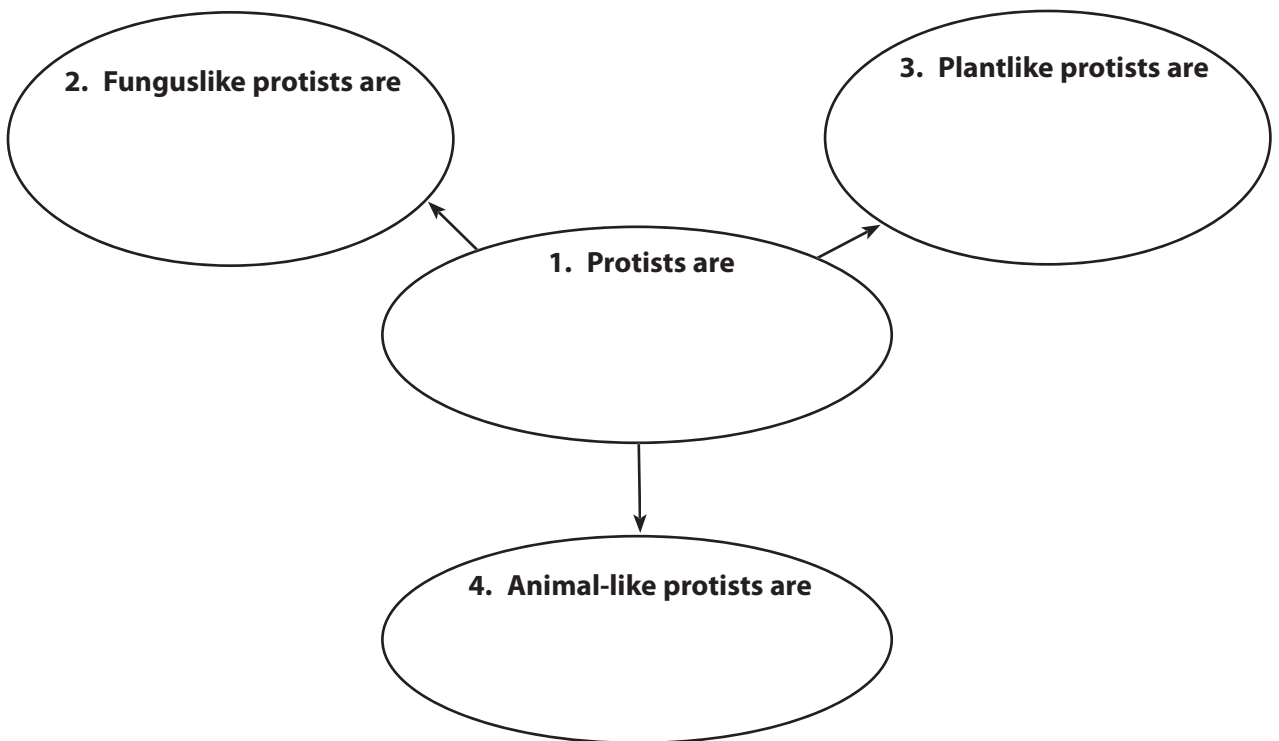 2. Funguslike protists are
3. Plantlike protists are
1. Protists are
4. Animal-like protists are